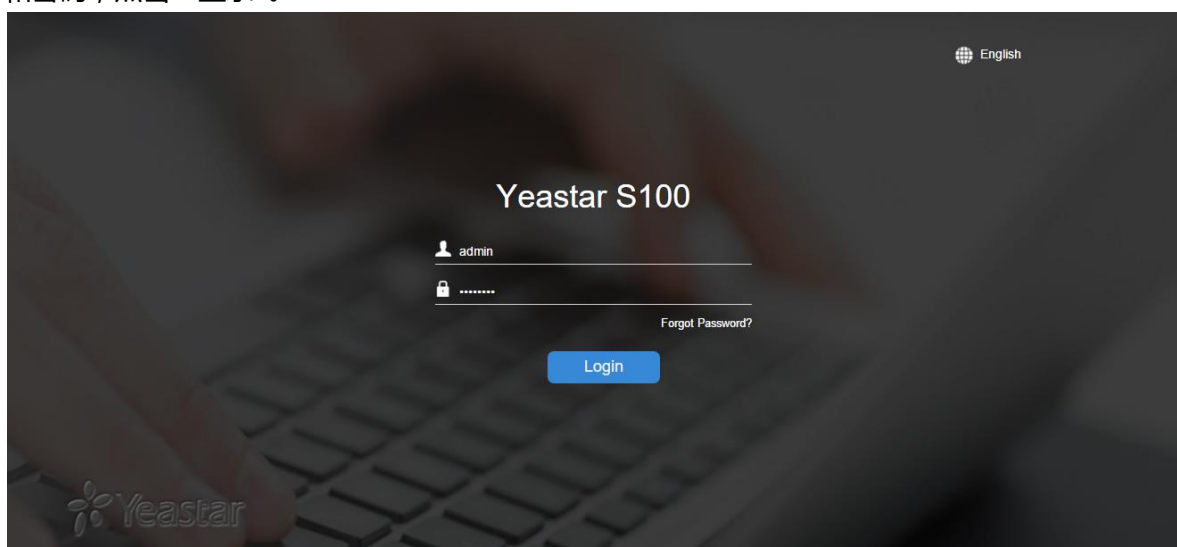 English
Yeastar S100
admin
••••••••
Forgot Password?
Login
Yeastar